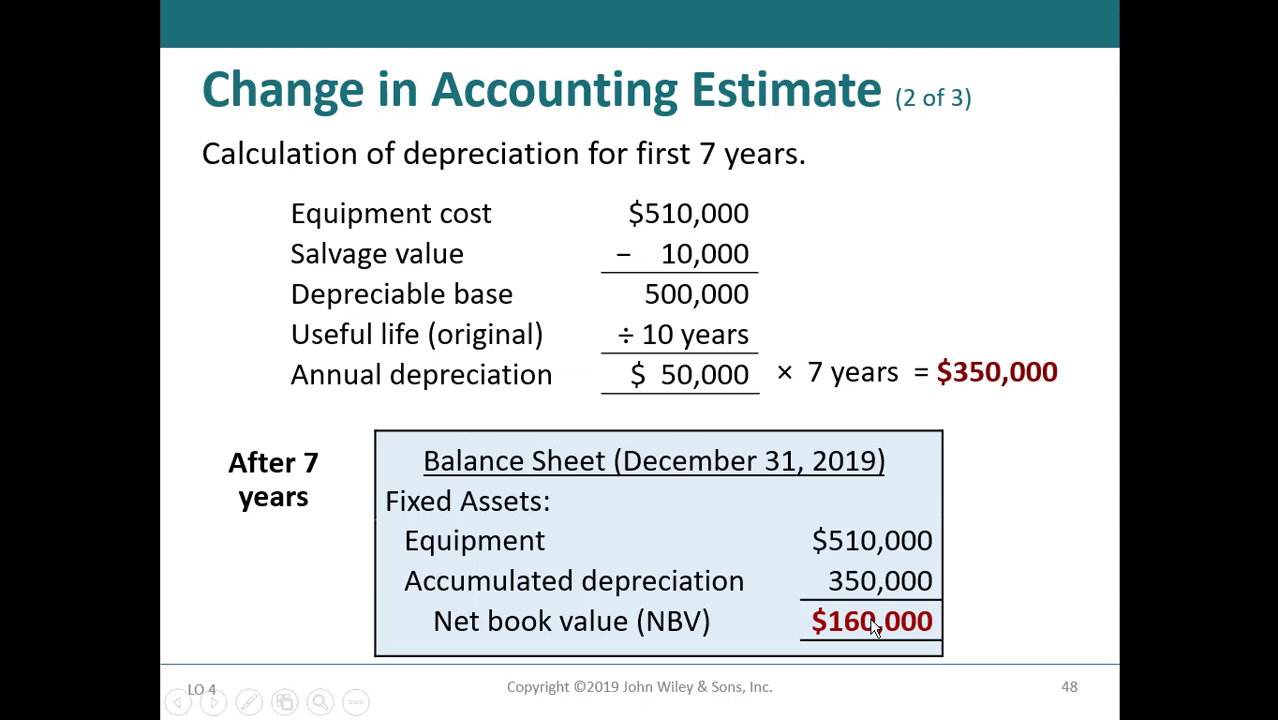 Change in Accounting Estimate (2 of 3)
Calculation of depreciation for first 7 years.
Equipment cost $510,000
Salvage value – 10,000
Depreciable base 500,000
Useful life (original) ÷ 10 years
Annual depreciation $ 50,000 × 7 years = $350,000
After 7
years
Balance Sheet (December 31, 2019)
Fixed Assets:
Equipment $510,000
Accumulated depreciation 350,000
Net book value (NBV) $160,000
LO 4 Copyright ©2019 John Wiley & Sons, Inc. 48